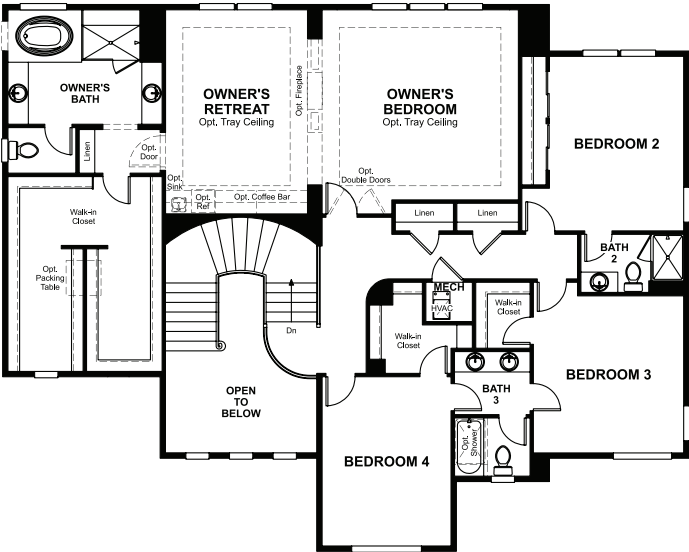 OWNER'S
BATH
OWNER'S
RETREAT
Opt. Tray Ceiling
Opt. Fireplace
OWNER'S
BEDROOM
Opt. Tray Ceiling
BEDROOM 2
Linen
Opt.
Door
Opt.
Sink
Opt.
Ref
Opt. Coffee Bar
Opt.
Double Doors
Walk-in
Closet
Linen
Linen
BATH
2
Opt.
Packing
Table
MECH
HVAC
Walk-in
Closet
Dn
Walk-in
Closet
OPEN
TO
BELOW
BATH
3
BEDROOM 3
Opt.
Shower
BEDROOM 4